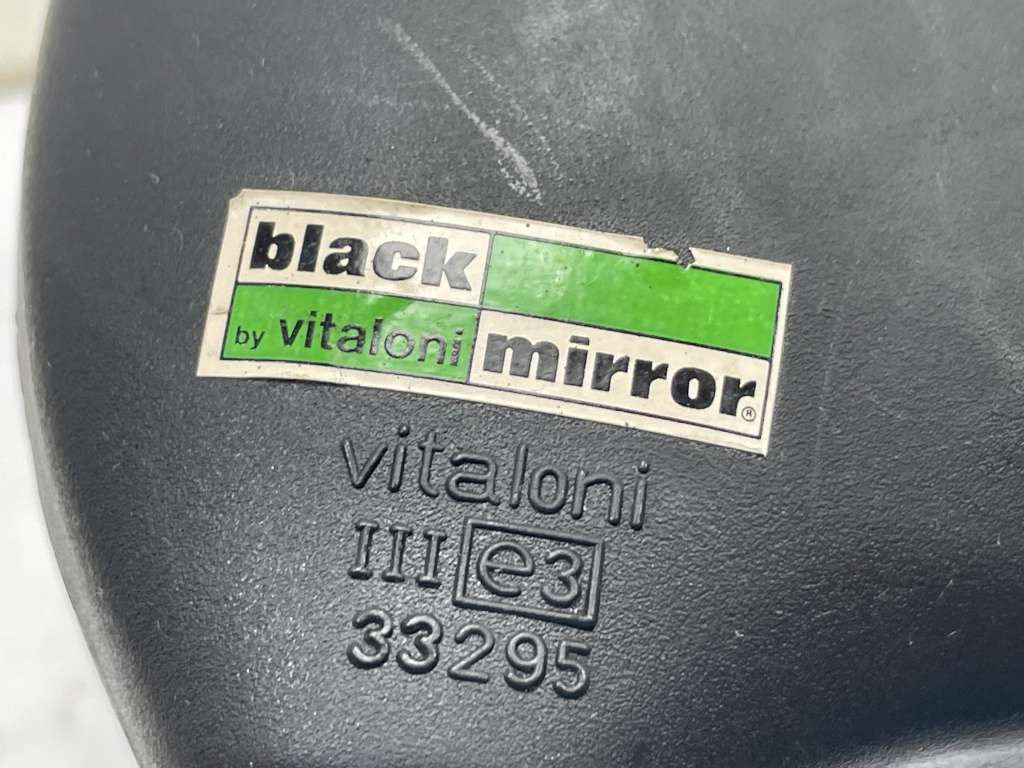 black
by vitaloni mirror®
vitaloni
III e3
33295